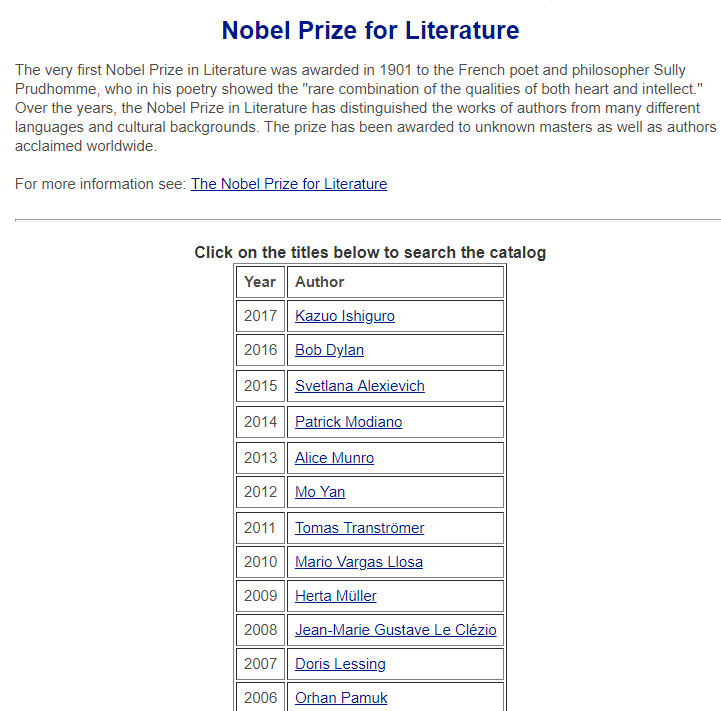 Nobel Prize for Literature
The very first Nobel Prize in Literature was awarded in 1901 to the French poet and philosopher Sully
Prudhomme, who in his poetry showed the "rare combination of the qualities of both heart and intellect."
Over the years, the Nobel Prize in Literature has distinguished the works of authors from many different
languages and cultural backgrounds. The prize has been awarded to unknown masters as well as authors
acclaimed worldwide.
For more information see: The Nobel Prize for Literature
Click on the titles below to search the catalog
Year Author
2017 Kazuo Ishiguro
2016 Bob Dylan
2015 Svetlana Alexievich
2014 Patrick Modiano
2013 Alice Munro
2012 Mo Yan
2011 Tomas Tranströmer
2010 Mario Vargas Llosa
2009 Herta Müller
2008 Jean-Marie Gustave Le Clézio
2007 Doris Lessing
2006 Orhan Pamuk